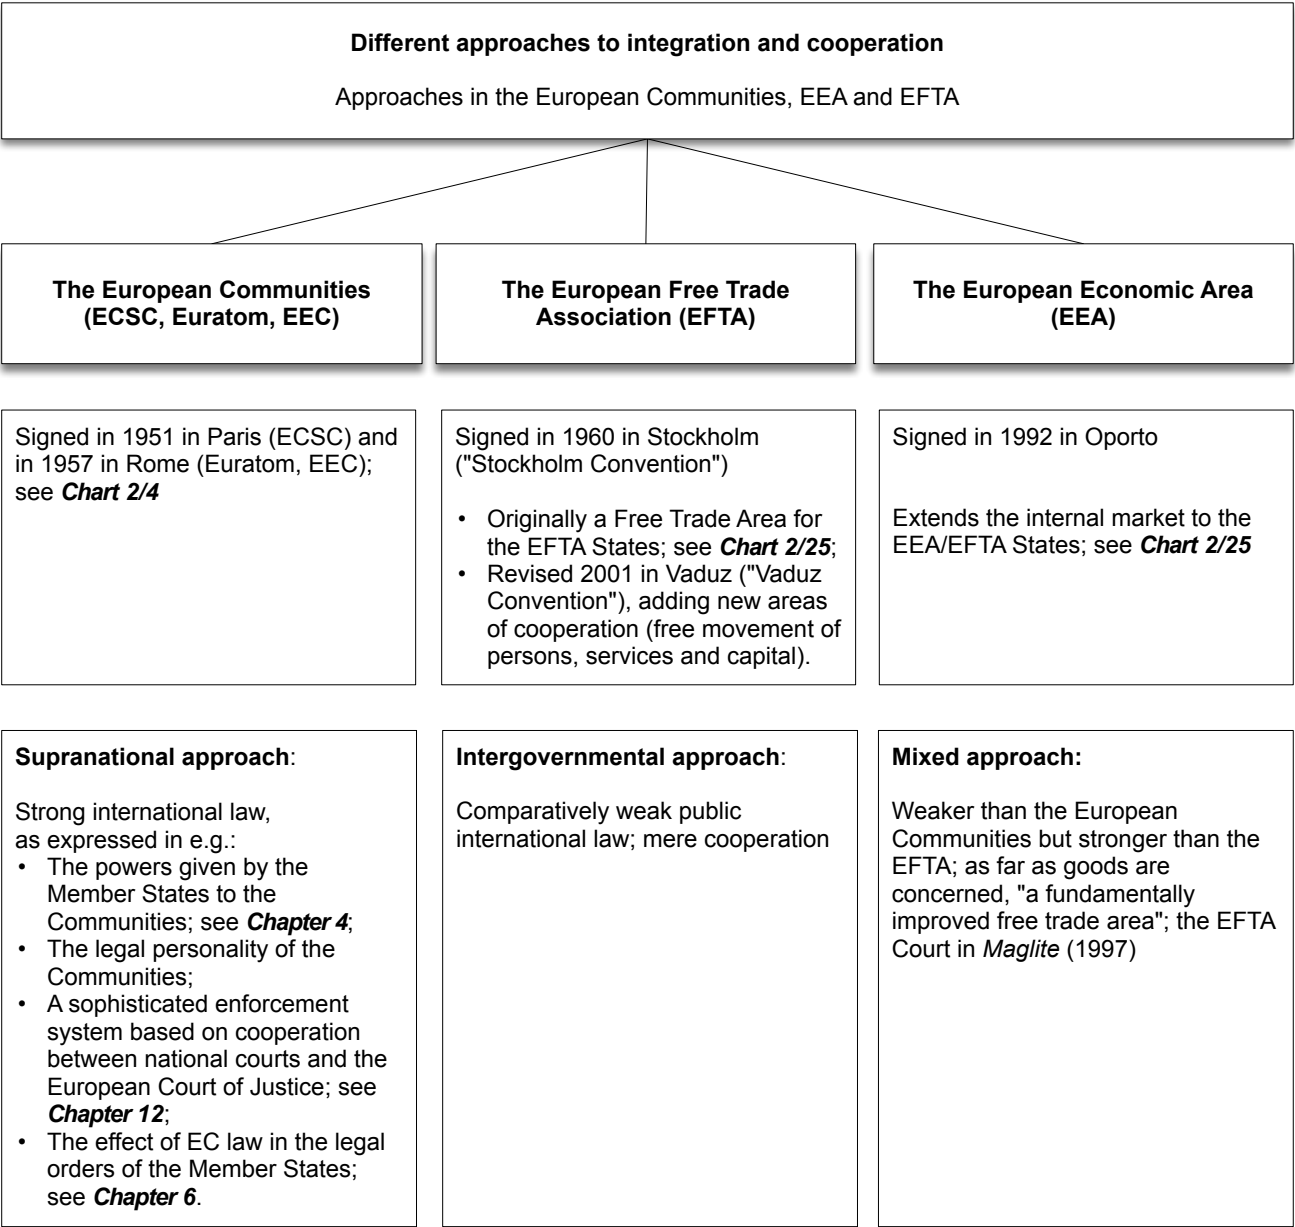 Different approaches to integration and cooperation
Approaches in the European Communities, EEA and EFTA
The European Communities
(ECSC, Euratom, EEC)
The European Free Trade
Association (EFTA)
The European Economic Area
(EEA)
Signed in 1951 in Paris (ECSC) and
in 1957 in Rome (Euratom, EEC);
see Chart 2/4
Signed in 1960 in Stockholm
("Stockholm Convention")
• Originally a Free Trade Area for
the EFTA States; see Chart 2/25;
• Revised 2001 in Vaduz ("Vaduz
Convention"), adding new areas
of cooperation (free movement of
persons, services and capital).
Signed in 1992 in Oporto
Extends the internal market to the
EEA/EFTA States; see Chart 2/25
Supranational approach:
Strong international law,
as expressed in e.g.:
• The powers given by the
Member States to the
Communities; see Chapter 4;
• The legal personality of the
Communities;
• A sophisticated enforcement
system based on cooperation
between national courts and the
European Court of Justice; see
Chapter 12;
• The effect of EC law in the legal
orders of the Member States;
see Chapter 6.
Intergovernmental approach:
Comparatively weak public
international law; mere cooperation
Mixed approach:
Weaker than the European
Communities but stronger than the
EFTA; as far as goods are
concerned, "a fundamentally
improved free trade area"; the EFTA
Court in Maglite (1997)